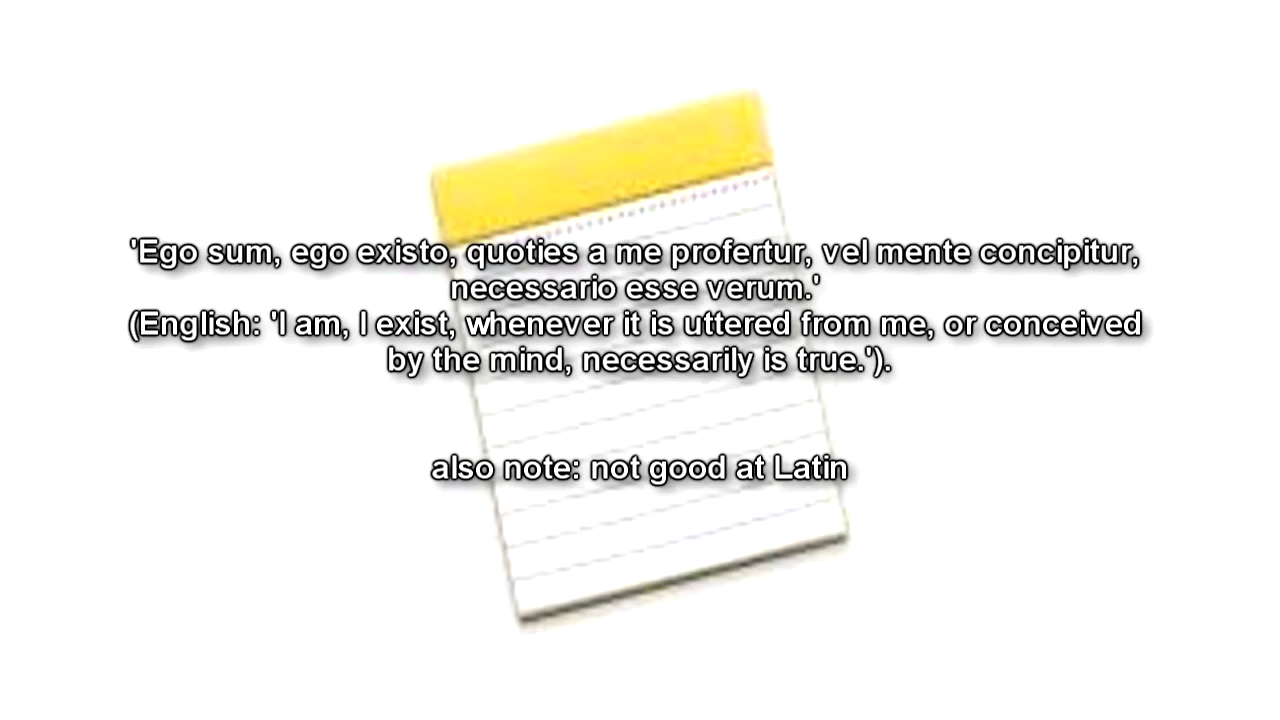 'Ego sum, ego existo, quoties a me profertur, vel mente concipitur,
necessario esse verum.'
(English: 'I am, I exist, whenever it is uttered from me, or conceived
by the mind, necessarily is true.').
also note: not good at Latin